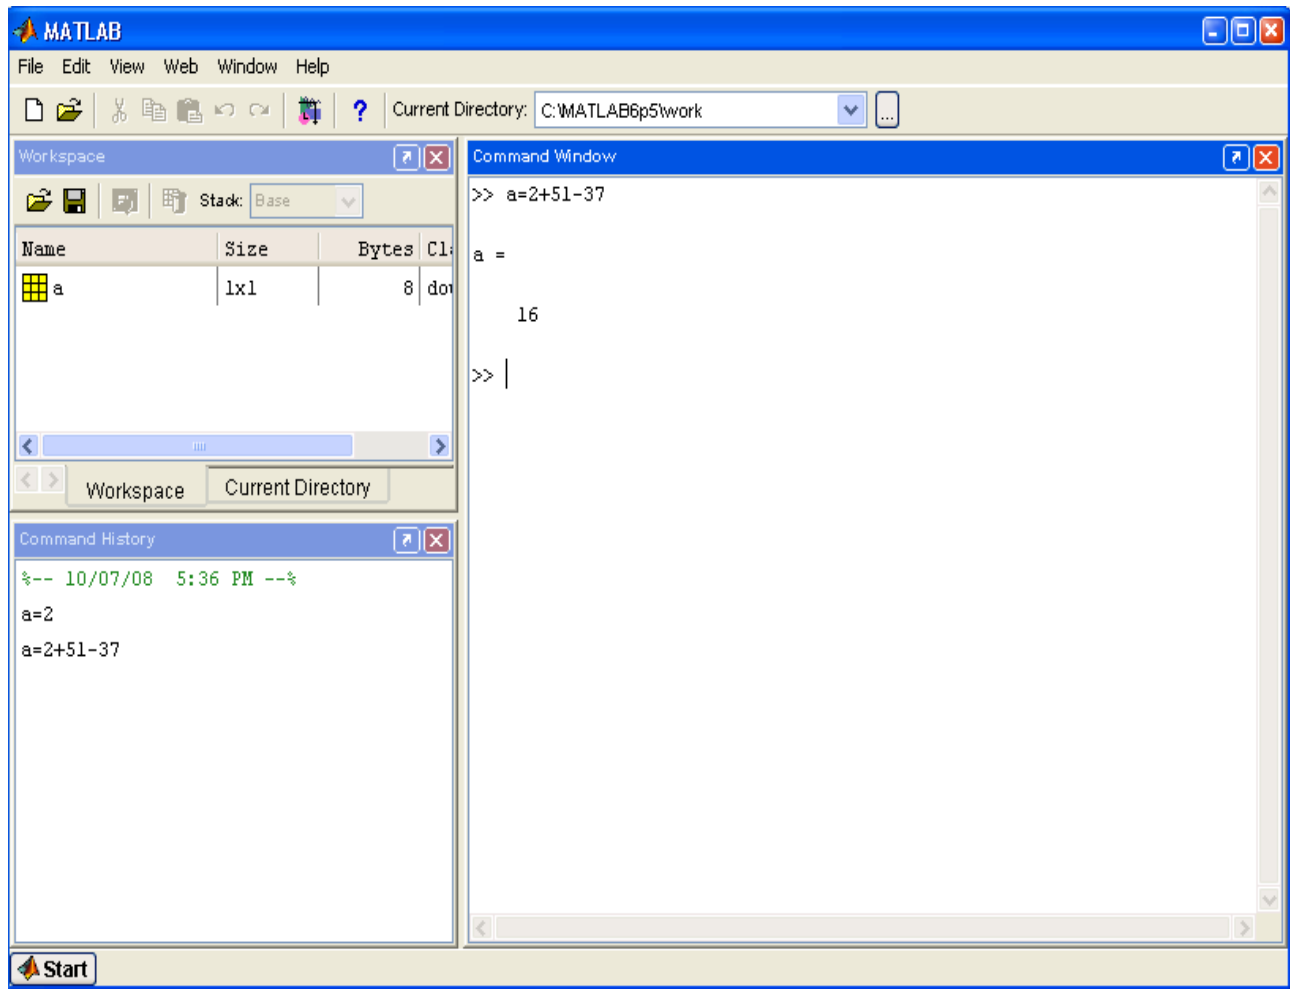 MATLAB
File Edit View Web Window Help
Current Directory: C:\MATLAB6p5\work ...
Workspace
Stack: Base
Name Size Bytes Cla
a 1x1 8 dou
Workspace Current Directory
Command History
%-- 10/07/08 5:36 PM --%
a=2
a=2+51-37
Command Window
>> a=2+51-37
a =
16
>>
Start